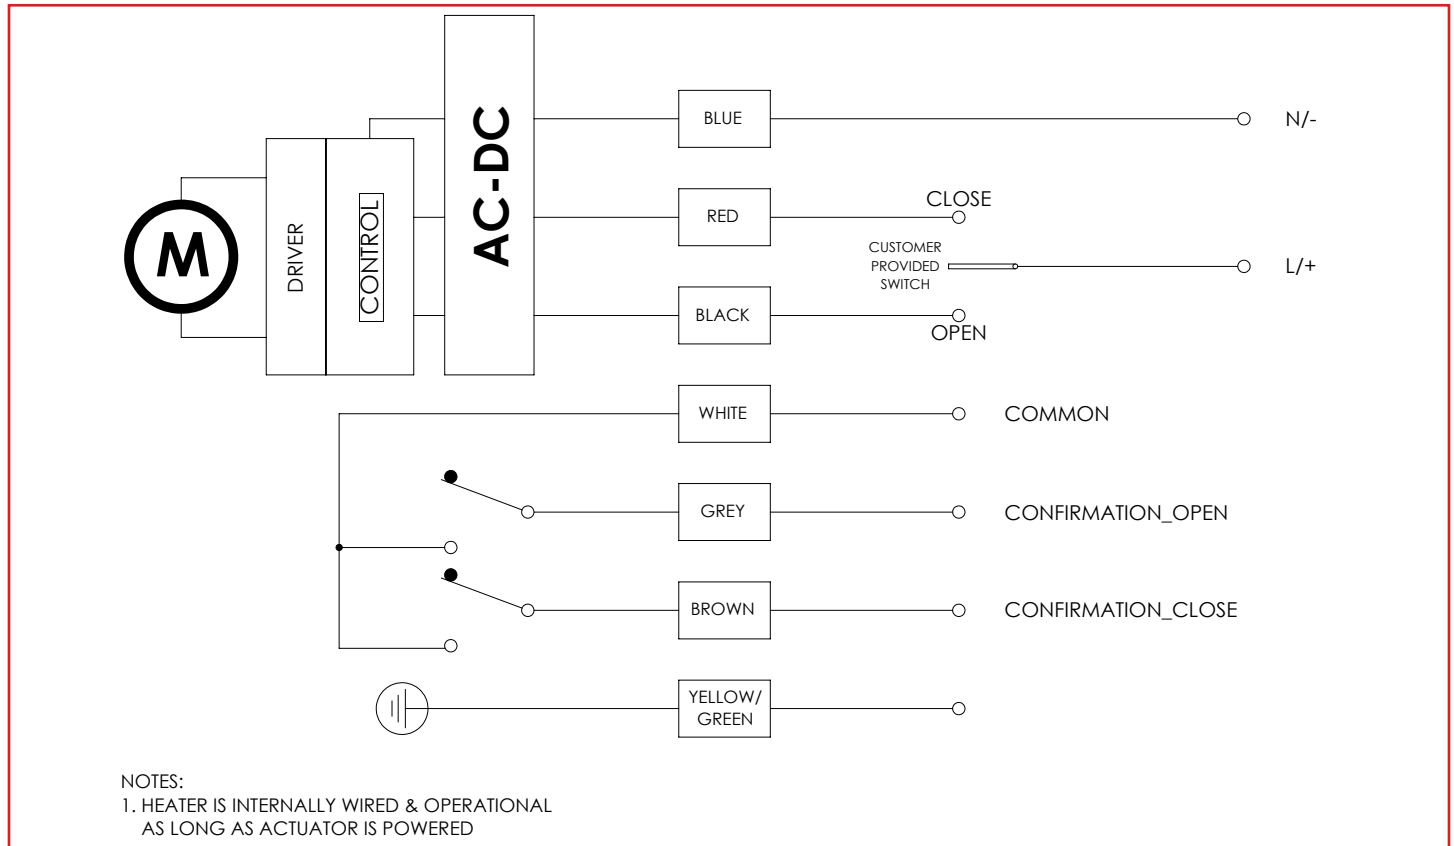 AC-DC
BLUE
N/-
M
DRIVER
CONTROL
RED
CLOSE
CUSTOMER
PROVIDED
SWITCH
L/+
BLACK
OPEN
WHITE
COMMON
GREY
CONFIRMATION_OPEN
BROWN
CONFIRMATION_CLOSE
YELLOW/
GREEN
NOTES:
1. HEATER IS INTERNALLY WIRED & OPERATIONAL
AS LONG AS ACTUATOR IS POWERED